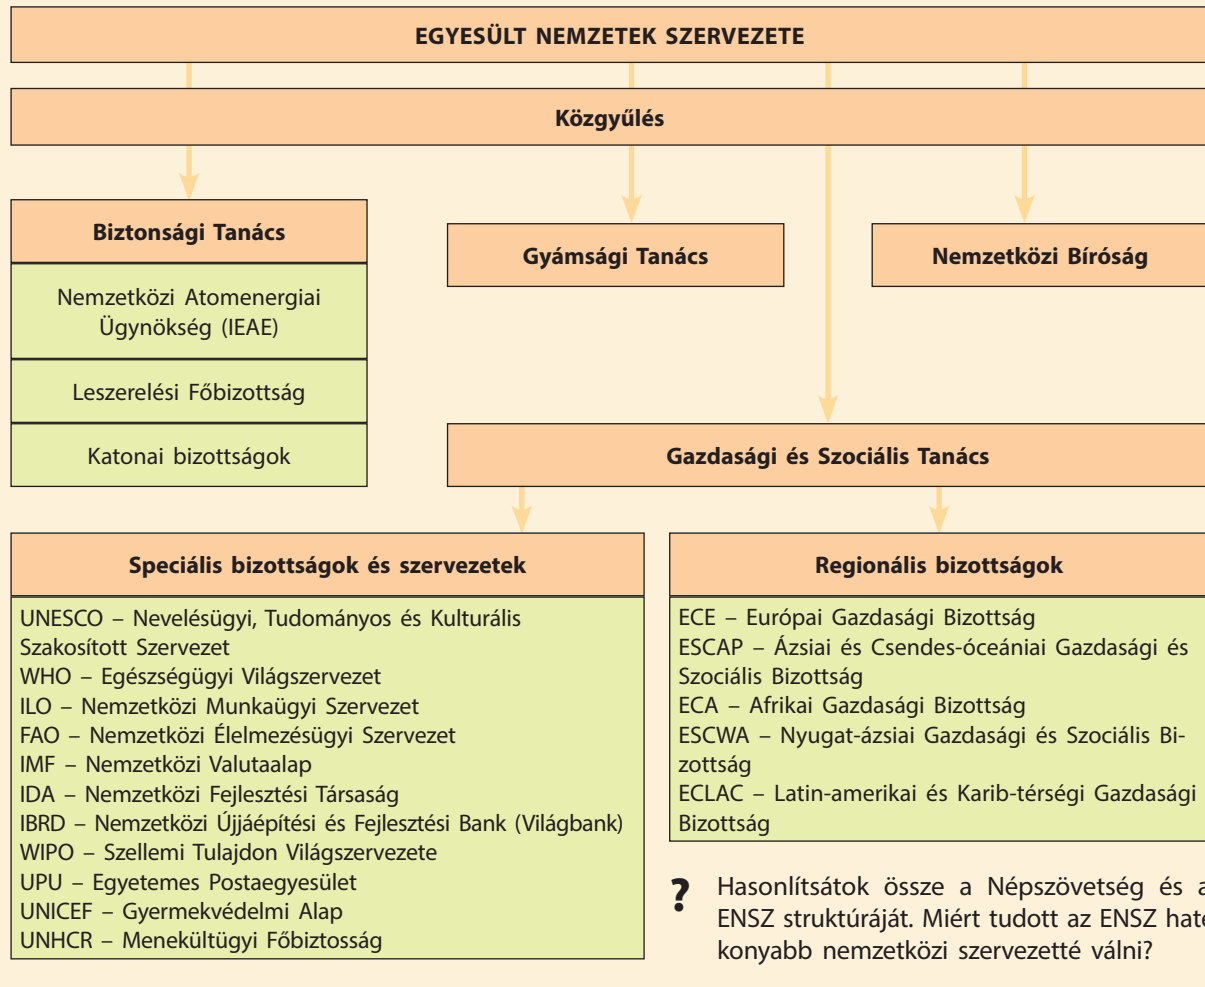 EGYESÜLT NEMZETEK SZERVEZETE
Közgyűlés
Biztonsági Tanács
Nemzetközi Atomenergiai
Ügynökség (IEAE)
Leszerelési Főbizottság
Katonai bizottságok
Gyámsági Tanács
Nemzetközi Bíróság
Gazdasági és Szociális Tanács
Speciális bizottságok és szervezetek
UNESCO – Nevelésügyi, Tudományos és Kulturális
Szakosított Szervezet
WHO – Egészségügyi Világszervezet
ILO – Nemzetközi Munkaügyi Szervezet
FAO – Nemzetközi Élelmezésügyi Szervezet
IMF – Nemzetközi Valutaalap
IDA – Nemzetközi Fejlesztési Társaság
IBRD – Nemzetközi Újjáépítési és Fejlesztési Bank (Világbank)
WIPO – Szellemi Tulajdon Világszervezete
UPU – Egyetemes Postaegyesület
UNICEF – Gyermekvédelmi Alap
UNHCR – Menekültügyi Főbiztosság
Regionális bizottságok
ECE – Európai Gazdasági Bizottság
ESCAP – Ázsiai és Csendes-óceániai Gazdasági és
Szociális Bizottság
ECA – Afrikai Gazdasági Bizottság
ESCWA – Nyugat-ázsiai Gazdasági és Szociális Bi-
zottság
ECLAC – Latin-amerikai és Karib-térségi Gazdasági
Bizottság
? Hasonlítsátok össze a Népszövetség és
ENSZ struktúráját. Miért tudott az ENSZ
konyabb nemzetközi szervezetté válni?